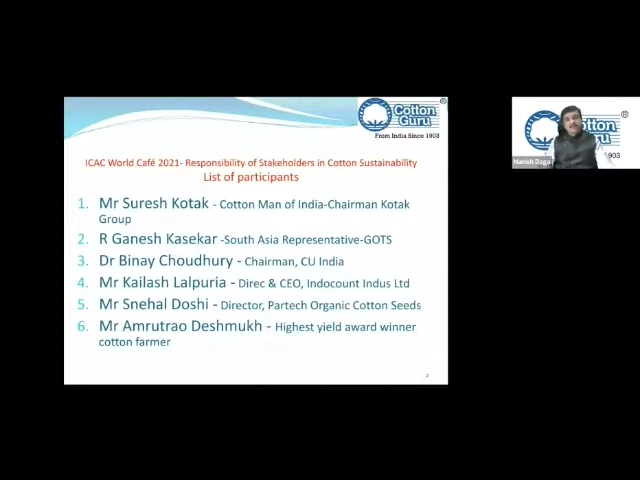 Cotton
Guru
®
From India Since 1903
ICAC World Café 2021- Responsibility of Stakeholders in Cotton Sustainability
List of participants
1. Mr Suresh Kotak - Cotton Man of India-Chairman Kotak
Group
2. R Ganesh Kasekar -South Asia Representative-GOTS
3. Dr Binay Choudhury - Chairman, CU India
4. Mr Kailash Lalpuria - Direc & CEO, Indocount Indus Ltd
5. Mr Snehal Doshi - Director, Partech Organic Cotton Seeds
6. Mr Amrutrao Deshmukh - Highest yield award winner
cotton farmer
2
®
1903
Manish Daga